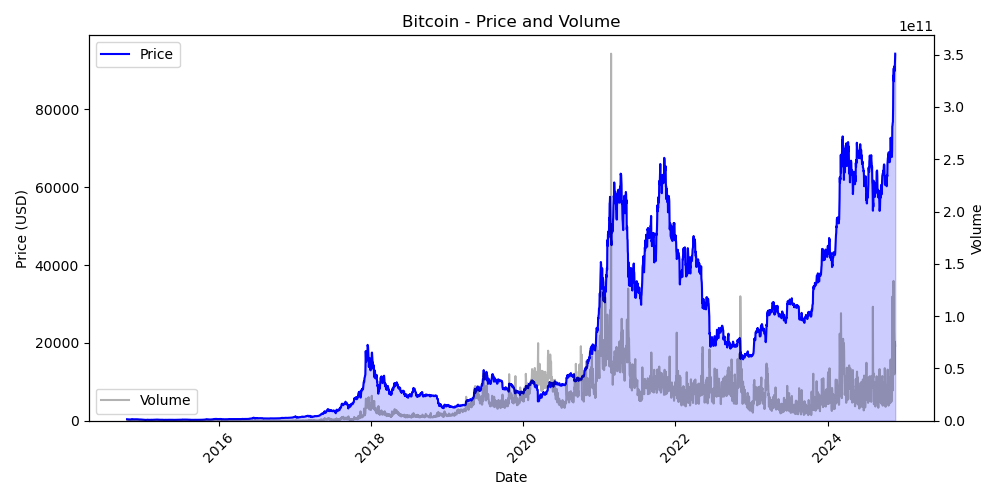 Bitcoin - Price and Volume
1e11
Price
Volume
80000
60000
40000
20000
0
Price (USD)
3.5
3.0
2.5
2.0
1.5
1.0
0.5
0.0
Volume
2016
2018
2020
2022
2024
Date